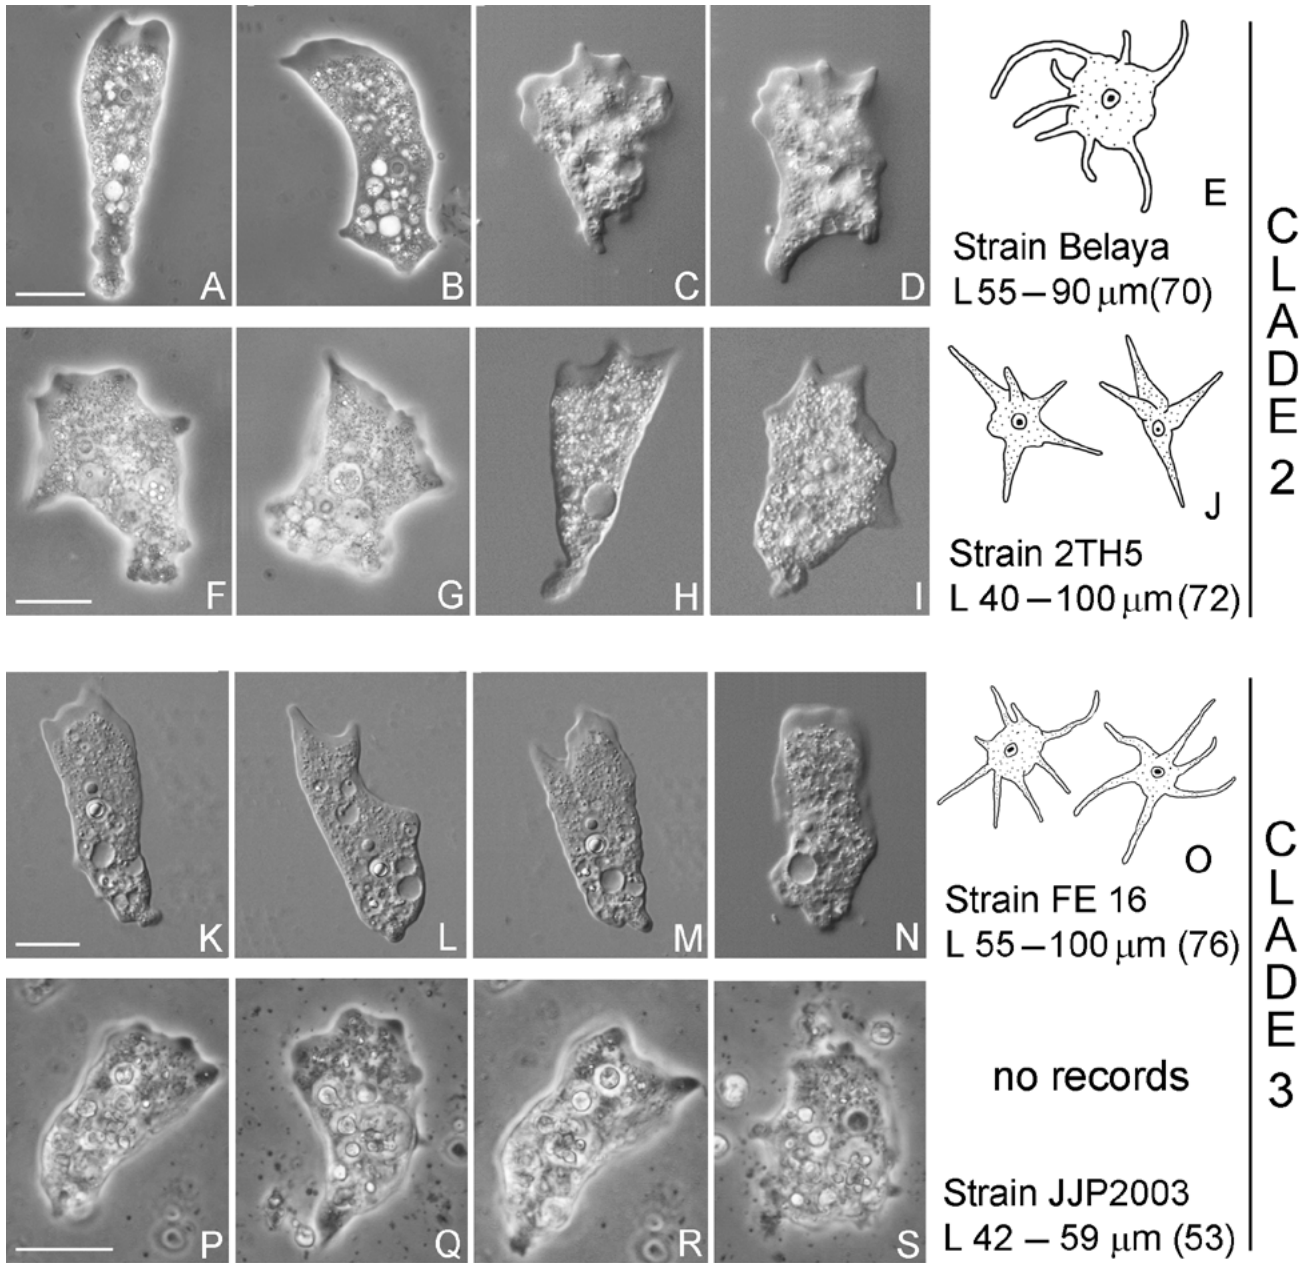 A
B
C
D
E
Strain Belaya
L 55 – 90 μm(70)
F
G
H
I
J
Strain 2TH5
L 40 – 100 μm (72)
CLADE 2
K
L
M
N
O
Strain FE 16
L 55 – 100 μm (76)
P
Q
R
S
no records
Strain JJP2003
L 42 – 59 μm (53)
CLADE 3